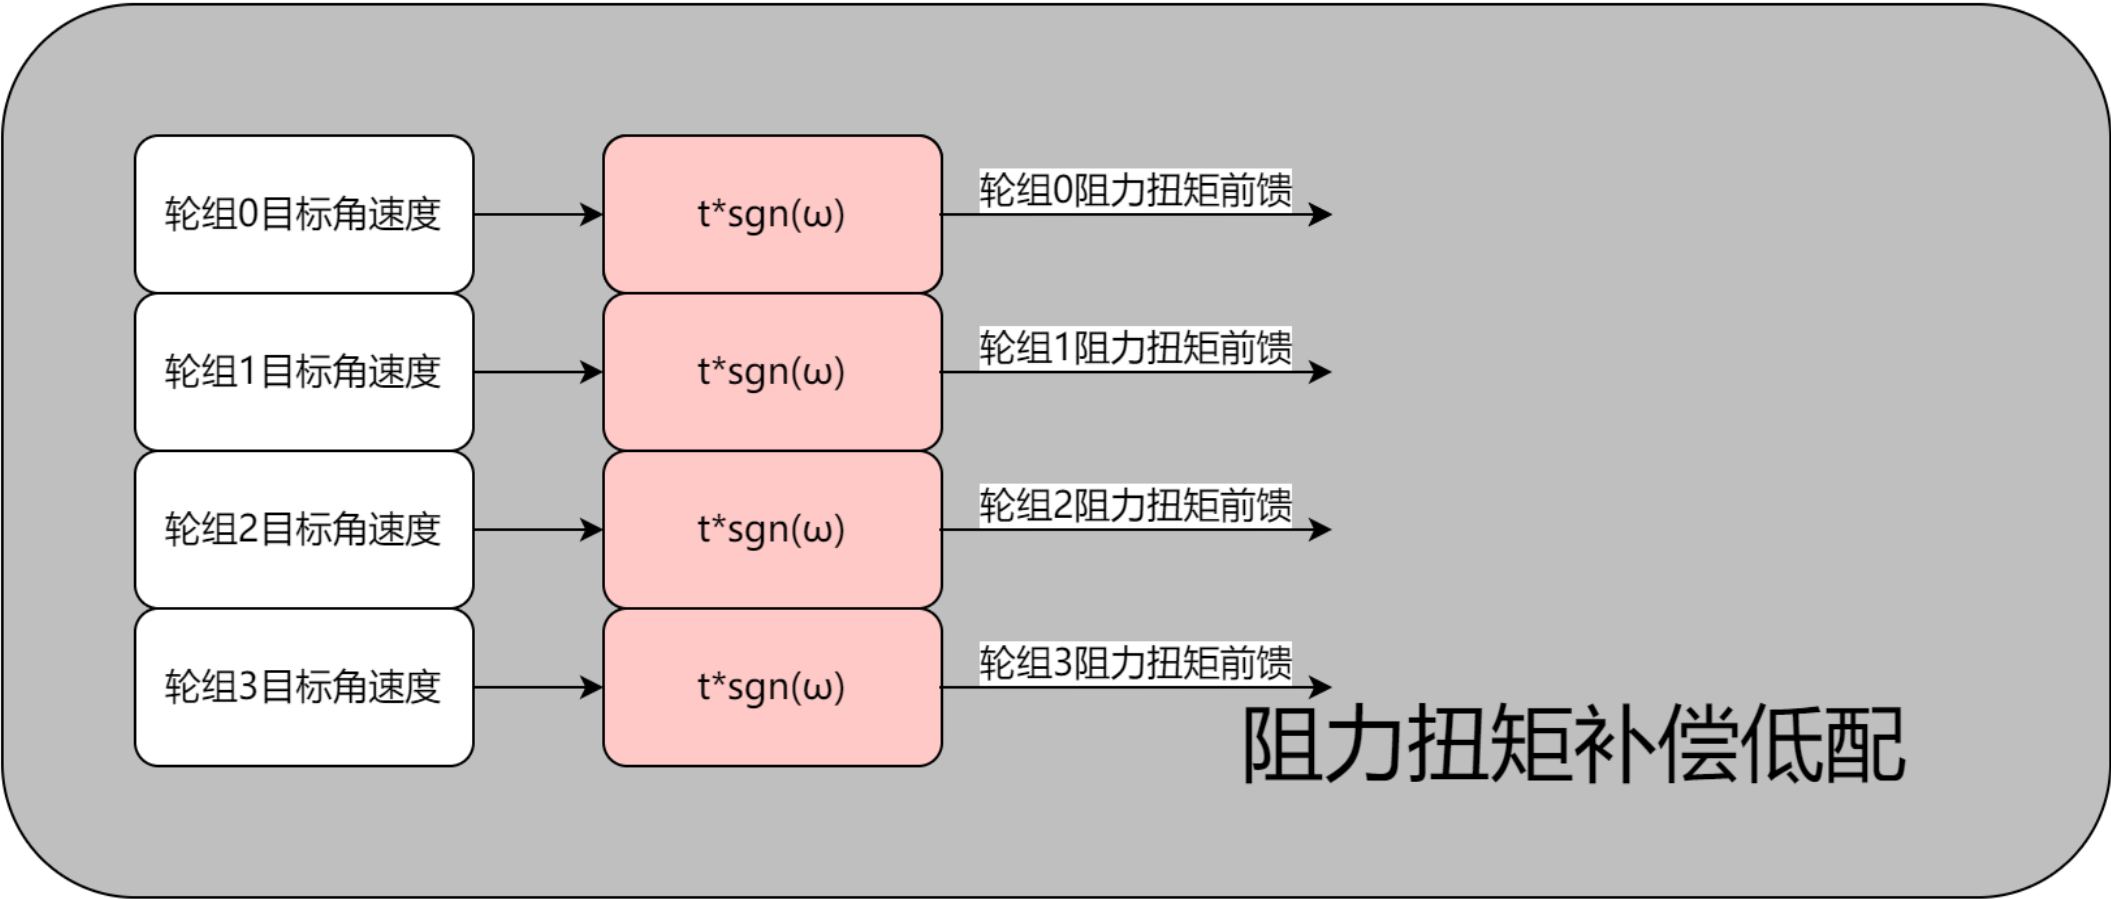 轮组0目标角速度
t*sgn(ω)
轮组0阻力扭矩前馈
轮组1目标角速度
t*sgn(ω)
轮组1阻力扭矩前馈
轮组2目标角速度
t*sgn(ω)
轮组2阻力扭矩前馈
轮组3目标角速度
t*sgn(ω)
轮组3阻力扭矩前馈
阻力扭矩补偿低配